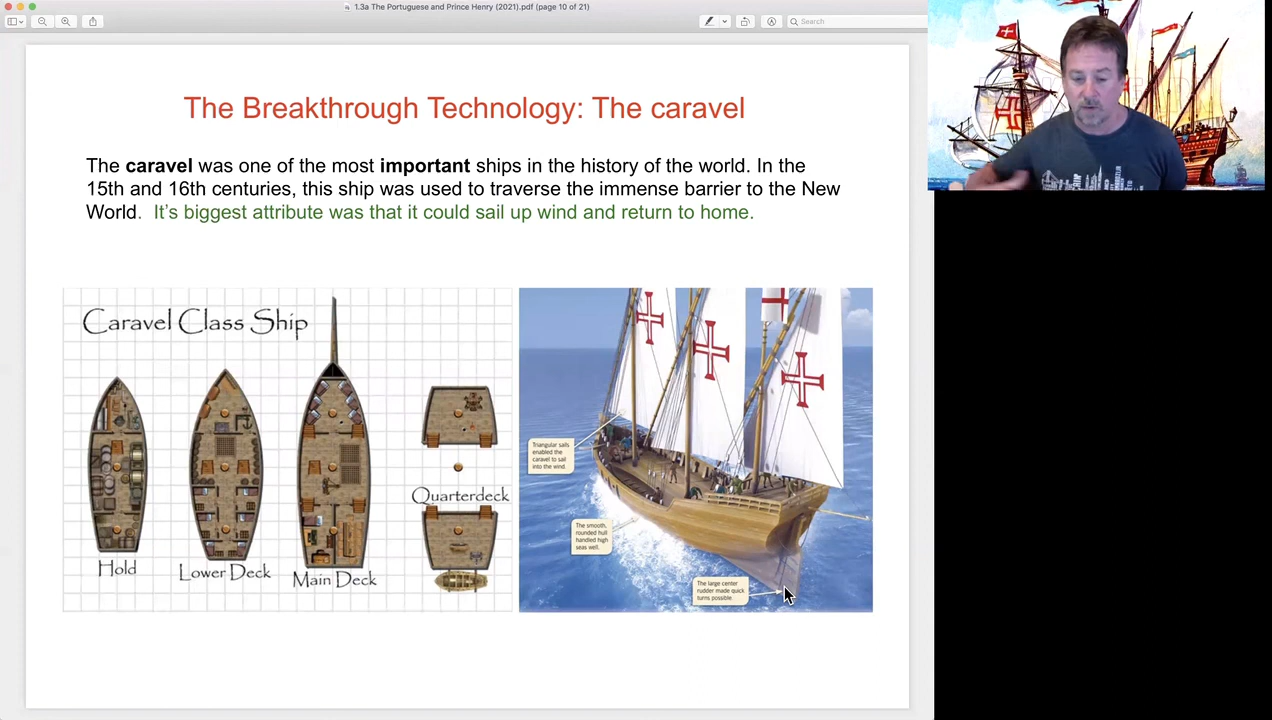 1.3a The Portuguese and Prince Henry (2021).pdf (page 10 of 21)
Search
The Breakthrough Technology: The caravel
The caravel was one of the most important ships in the history of the world. In the
15th and 16th centuries, this ship was used to traverse the immense barrier to the New
World. It's biggest attribute was that it could sail up wind and return to home.
Caravel Class Ship
Hold
Lower Deck
Main Deck
Quarterdeck
Triangular sails
enabled the
caravel to sail
into the wind.
The smooth,
rounded hull
handled high
seas well.
The large center
rudder made quick
turns possible.